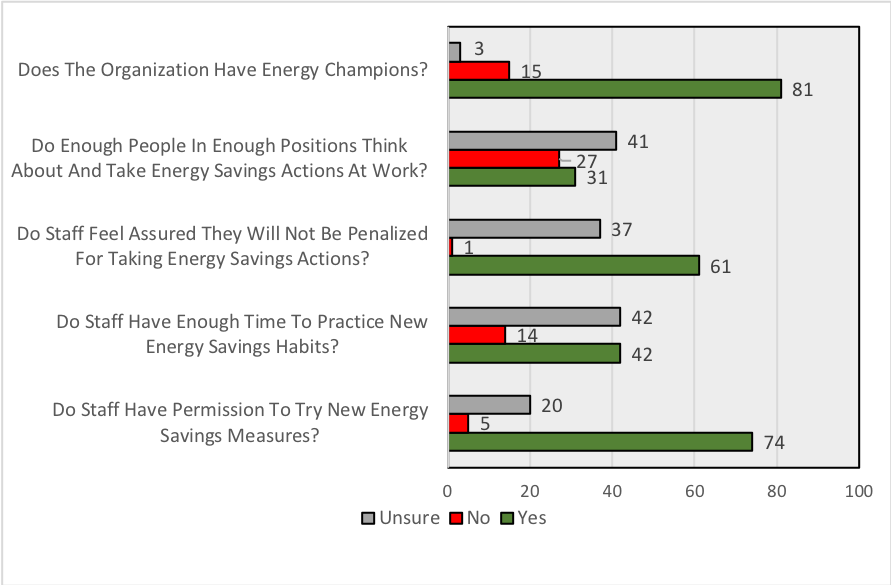 Does The Organization Have Energy Champions?
3
15
81
Do Enough People In Enough Positions Think
About And Take Energy Savings Actions At Work?
41
27
31
Do Staff Feel Assured They Will Not Be Penalized
For Taking Energy Savings Actions?
37
1
61
Do Staff Have Enough Time To Practice New
Energy Savings Habits?
42
14
42
Do Staff Have Permission To Try New Energy
Savings Measures?
20
5
74
0 20 40 60 80 100
Unsure No Yes